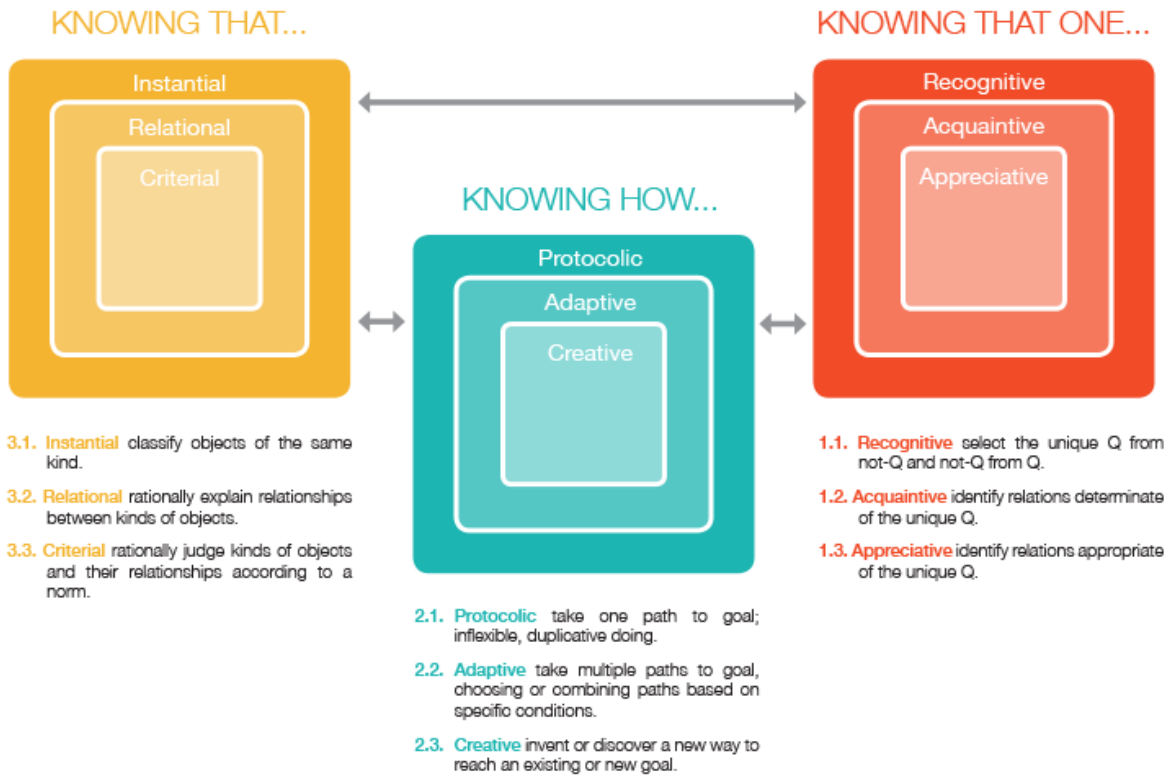 KNOWING THAT...
Instantial
Relational
Criterial
3.1. Instantial classify objects of the same
kind.
3.2. Relational rationally explain relationships
between kinds of objects.
3.3. Criterial rationally judge kinds of objects
and their relationships according to a
norm.
KNOWING HOW...
Protocolic
Adaptive
Creative
2.1. Protocolic take one path to goal;
inflexible, duplicative doing.
2.2. Adaptive take multiple paths to goal,
choosing or combining paths based on
specific conditions.
2.3. Creative invent or discover a new way to
reach an existing or new goal.
KNOWING THAT ONE...
Recognitive
Acquaintive
Appreciative
1.1. Recognitive select the unique Q from
not-Q and not-Q from Q.
1.2. Acquaintive identify relations determinate
of the unique Q.
1.3. Appreciative identify relations appropriate
of the unique Q.